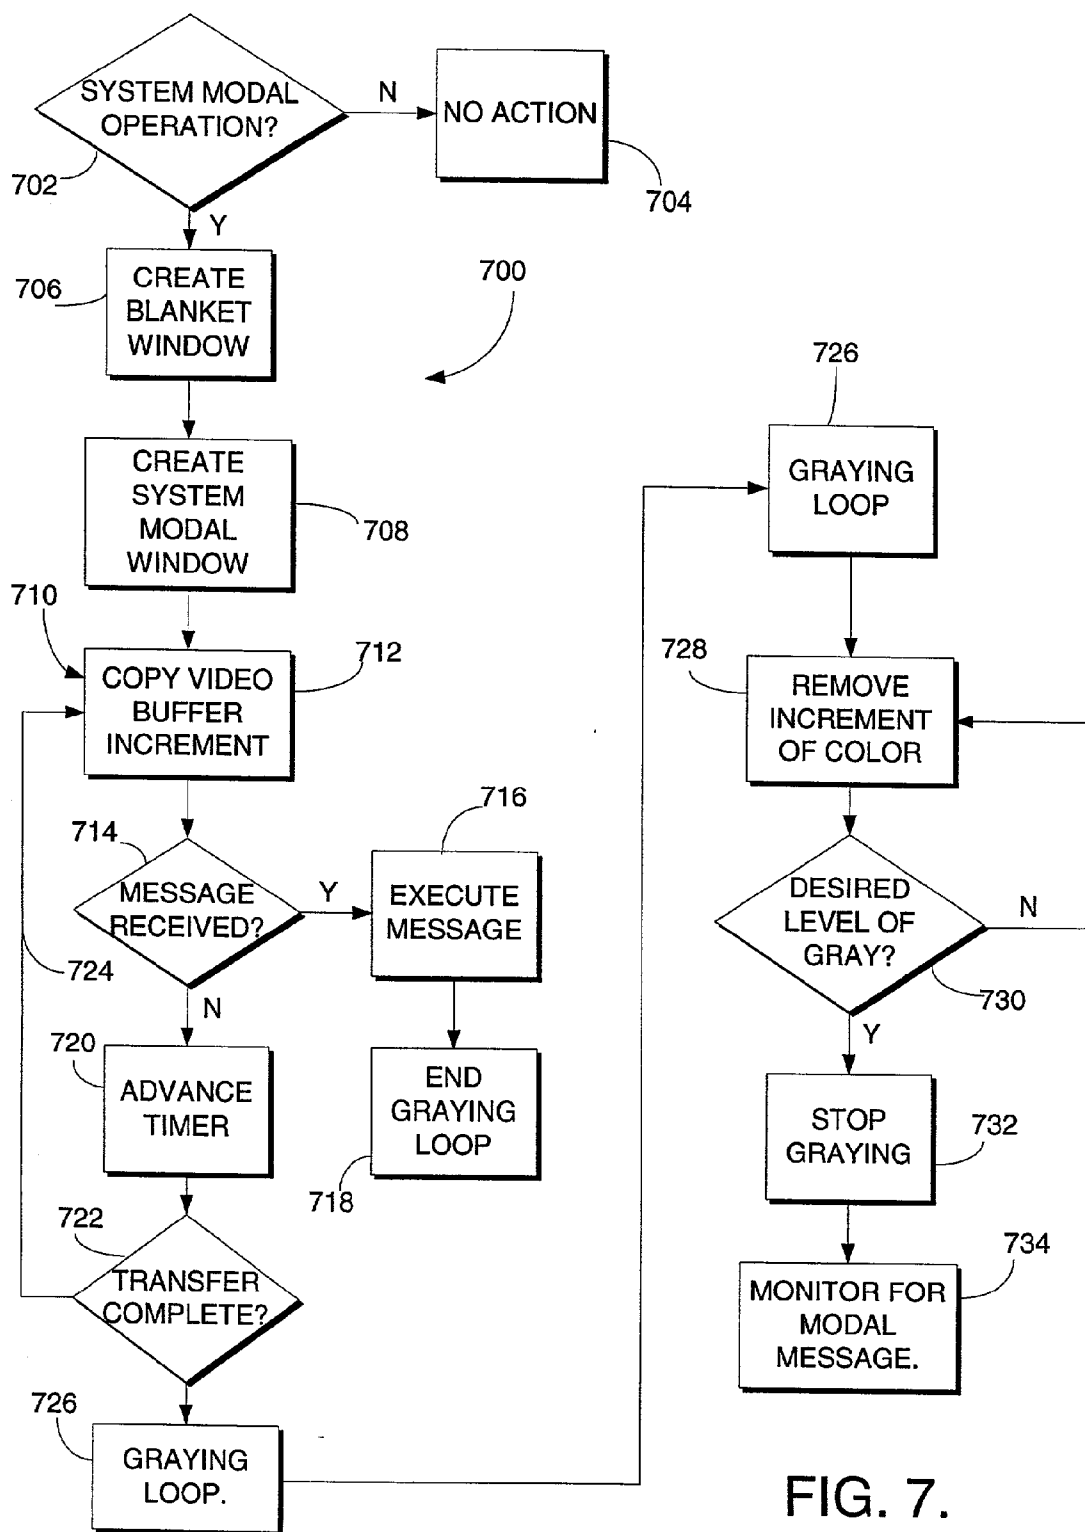 SYSTEM MODAL
OPERATION?
N
NO ACTION
702
704
Y
706
CREATE
BLANKET
WINDOW
700
CREATE
SYSTEM
MODAL
WINDOW
708
710
COPY VIDEO
BUFFER
INCREMENT
712
714
MESSAGE
RECEIVED?
Y
716
EXECUTE
MESSAGE
724
N
720
ADVANCE
TIMER
END
GRAYING
LOOP
718
722
TRANSFER
COMPLETE?
726
GRAYING
LOOP.
726
GRAYING
LOOP
728
REMOVE
INCREMENT
OF COLOR
DESIRED
LEVEL OF
GRAY?
N
730
Y
STOP
GRAYING
732
734
MONITOR FOR
MODAL
MESSAGE.
FIG. 7.